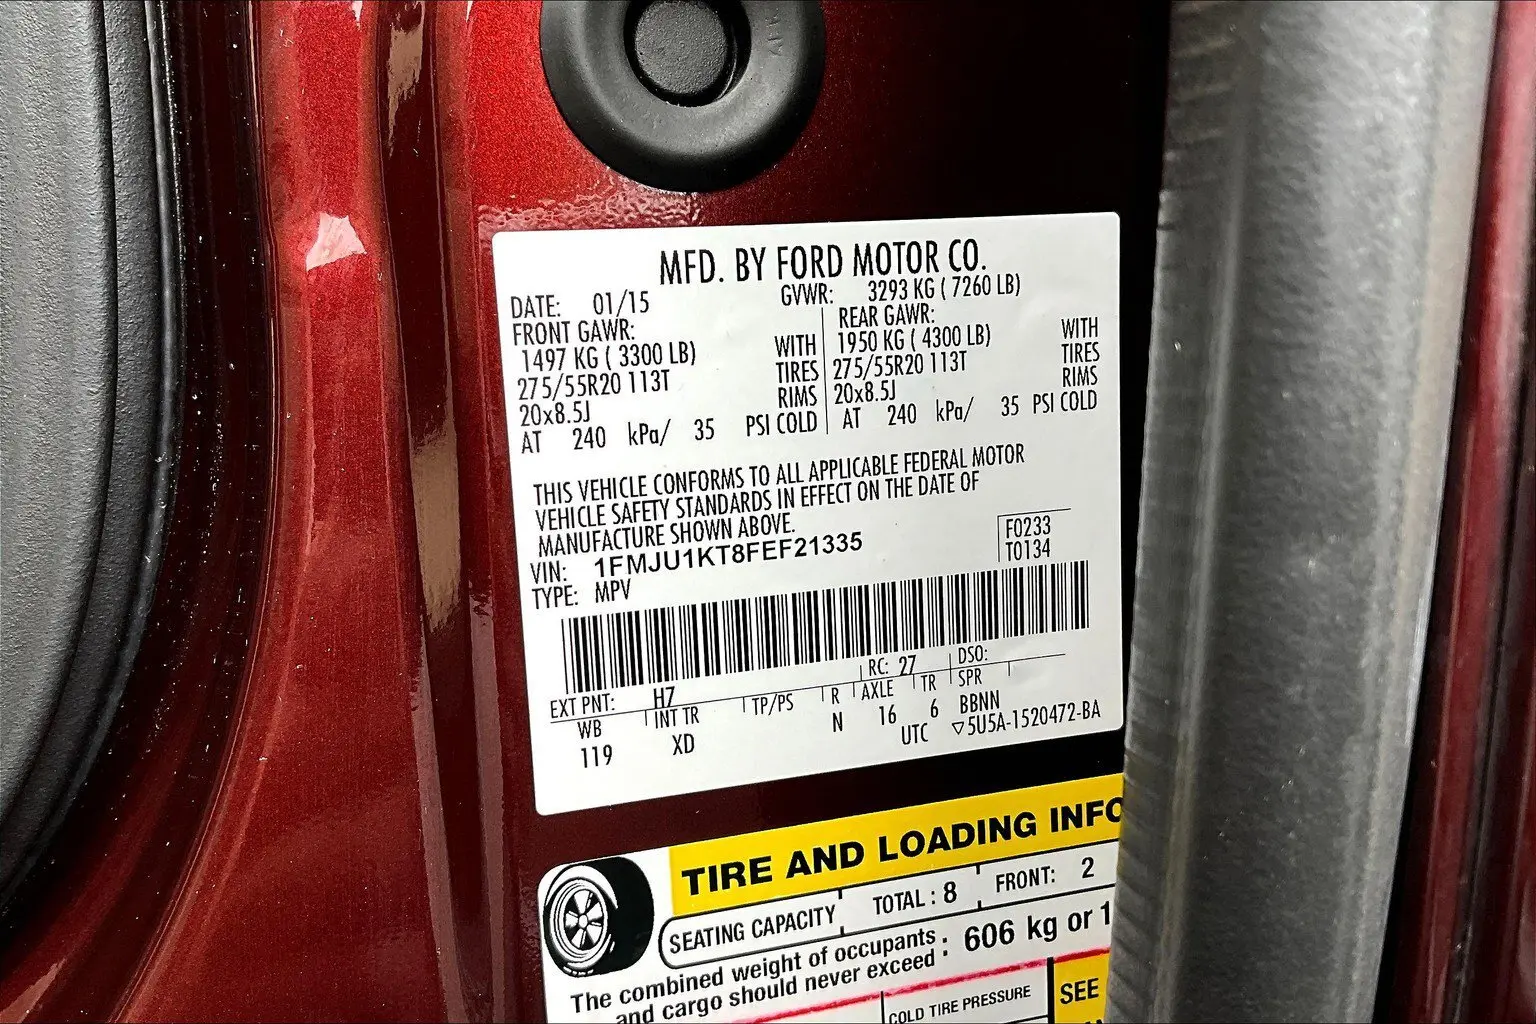 MFD. BY FORD MOTOR CO.
DATE: 01/15 GVWR: 3293 KG ( 7260 LB)
FRONT GAWR: REAR GAWR:
1497 KG ( 3300 LB) WITH 1950 KG ( 4300 LB) WITH
275/55R20 113T TIRES 275/55R20 113T TIRES
20x8.5J RIMS 20x8.5J RIMS
AT 240 kPa/ 35 PSI COLD AT 240 kPa/ 35 PSI COLD
THIS VEHICLE CONFORMS TO ALL APPLICABLE FEDERAL MOTOR
VEHICLE SAFETY STANDARDS IN EFFECT ON THE DATE OF
MANUFACTURE SHOWN ABOVE.
VIN: 1FMJU1KT8FEF21335 F0233
TYPE: MPV T0134
EXT PNT: H7 RC: 27 DSO:
WB INT TR TP/PS R AXLE TR SPR
119 XD N 16 6 BBNN
UTC ▽5U5A-1520472-BA
TIRE AND LOADING INFO
SEATING CAPACITY TOTAL : 8 FRONT: 2
The combined weight of occupants
and cargo should never exceed : 606 kg or 1
COLD TIRE PRESSURE SEE